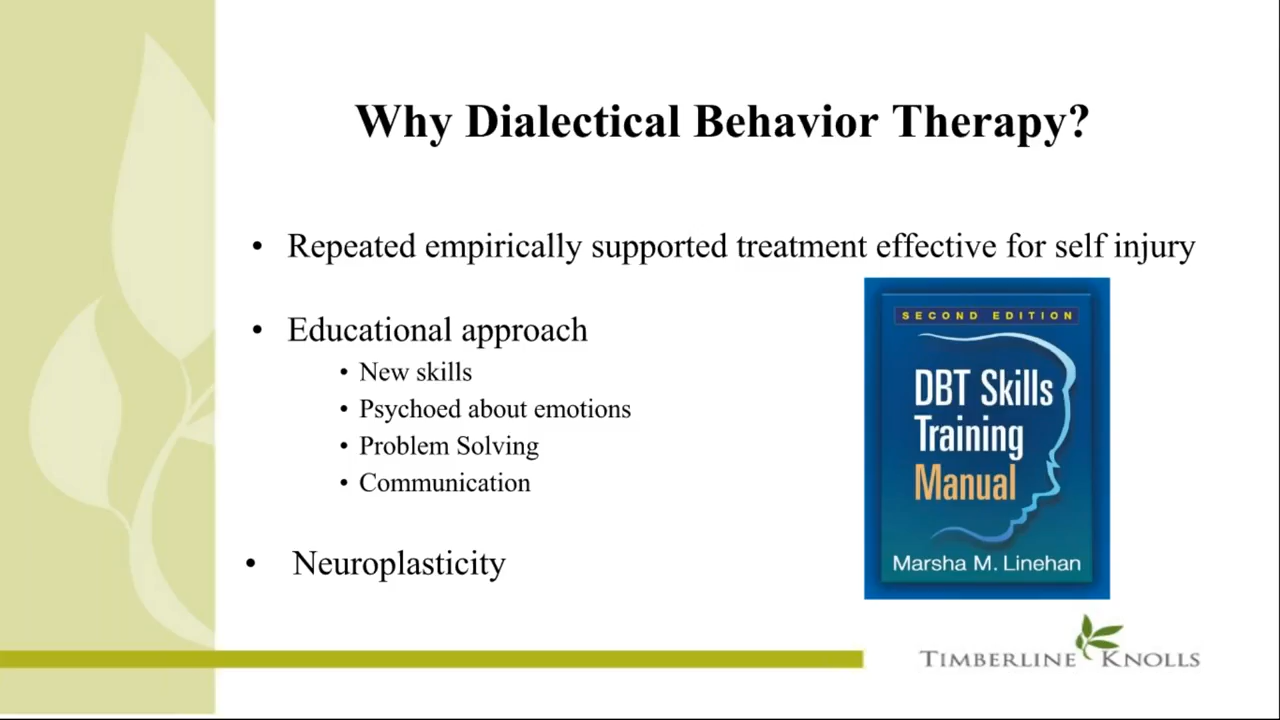 Why Dialectical Behavior Therapy?
• Repeated empirically supported treatment effective for self injury
• Educational approach
• New skills
• Psychoed about emotions
• Problem Solving
• Communication
• Neuroplasticity
SECOND EDITION
DBT Skills
Training
Manual
Marsha M. Linehan
TIMBERLINE KNOLLS